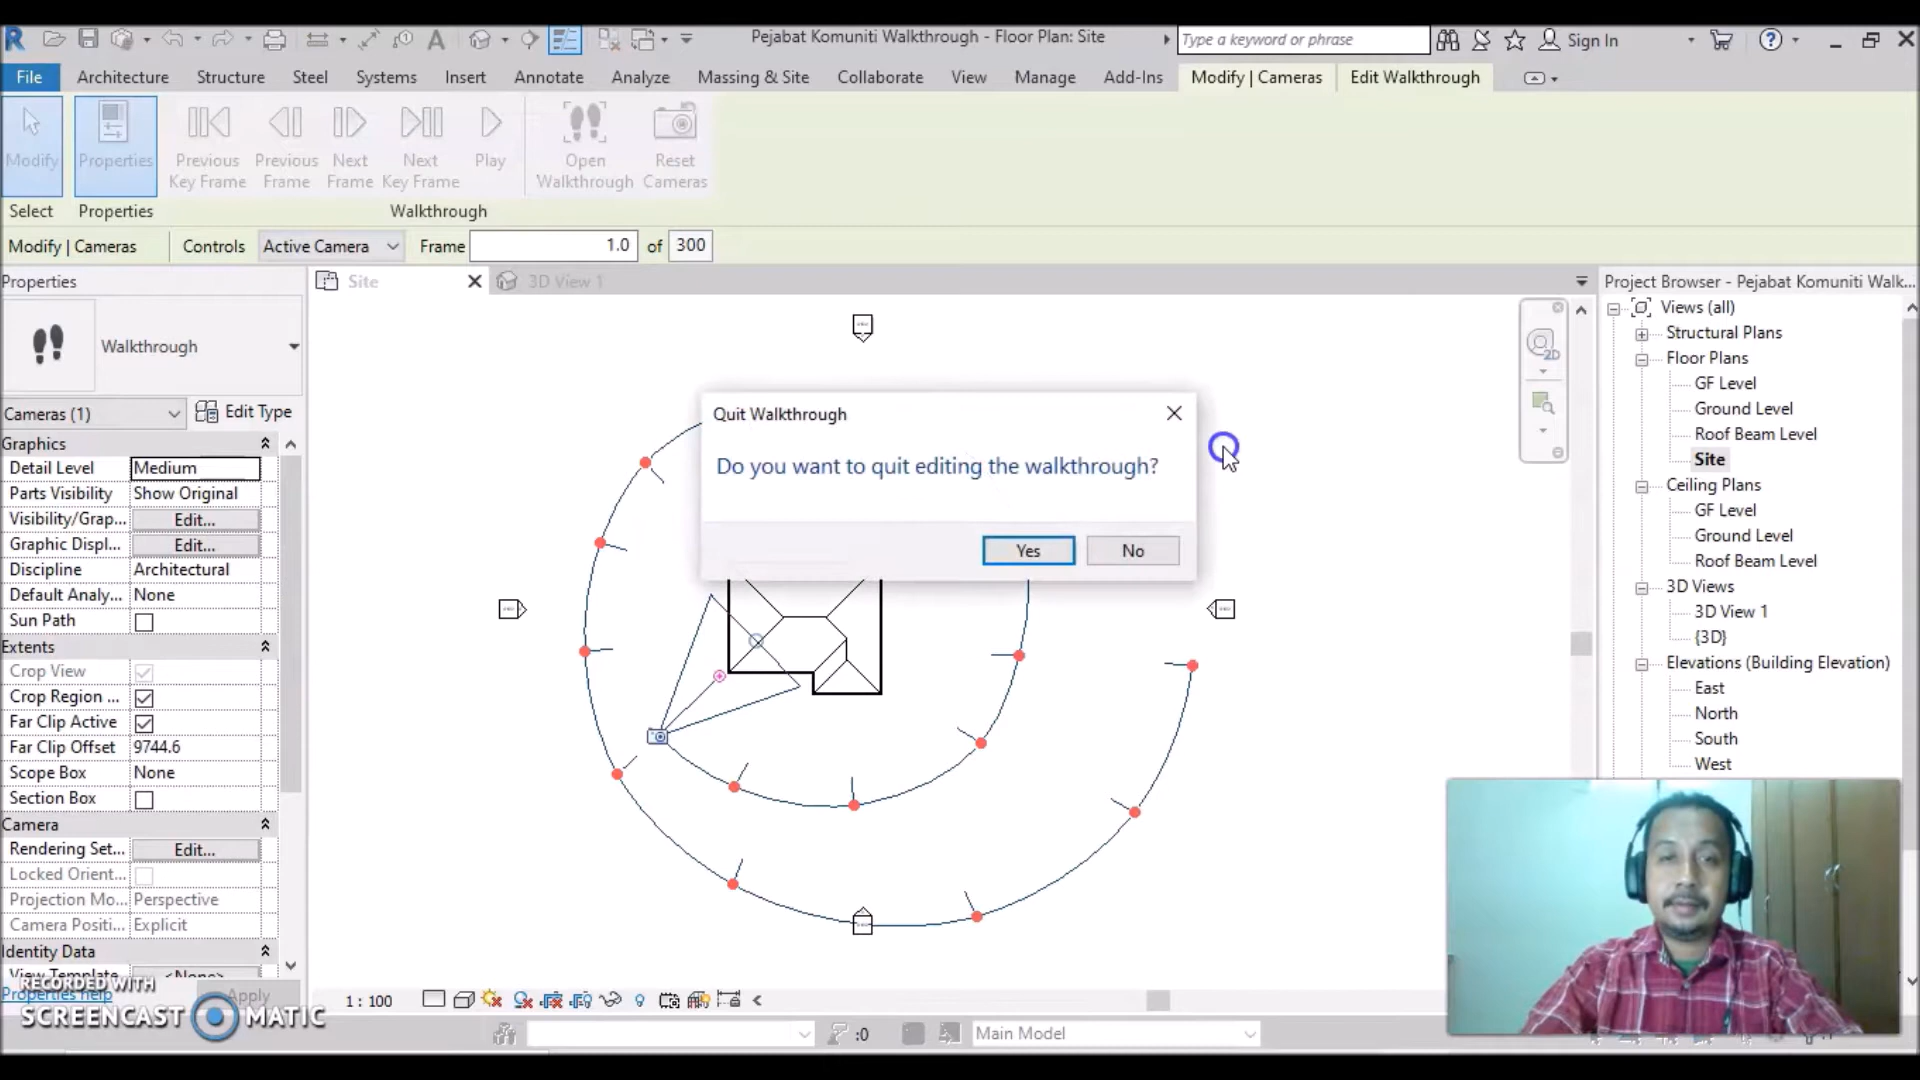 Pejabat Komuniti Walkthrough - Floor Plan: Site
Type a keyword or phrase
Sign In
File Architecture Structure Steel Systems Insert Annotate Analyze Massing & Site Collaborate View Manage Add-Ins Modify | Cameras Edit Walkthrough
Modify Properties Previous Key Frame Previous Frame Next Frame Next Key Frame Play Open Walkthrough Reset Cameras
Select Properties Walkthrough
Modify | Cameras Controls Active Camera Frame 1.0 of 300
Properties
Site
3D View 1
Project Browser - Pejabat Komuniti Walk...
Walkthrough
Cameras (1)
Edit Type
Graphics
Detail Level Medium
Parts Visibility Show Original
Visibility/Grap... Edit...
Graphic Displ... Edit...
Discipline Architectural
Default Analy... None
Sun Path
Extents
Crop View
Crop Region ...
Far Clip Active
Far Clip Offset 9744.6
Scope Box None
Section Box
Camera
Rendering Set... Edit...
Locked Orient...
Projection Mo... Perspective
Camera Positi... Explicit
Identity Data
View Template <None>
Properties help
Apply
RECORDED WITH
SCREENCAST MATIC
Quit Walkthrough
Do you want to quit editing the walkthrough?
Yes No
2D
Views (all)
Structural Plans
Floor Plans
GF Level
Ground Level
Roof Beam Level
Site
Ceiling Plans
GF Level
Ground Level
Roof Beam Level
3D Views
3D View 1
{3D}
Elevations (Building Elevation)
East
North
South
West
1 : 100
:0
Main Model